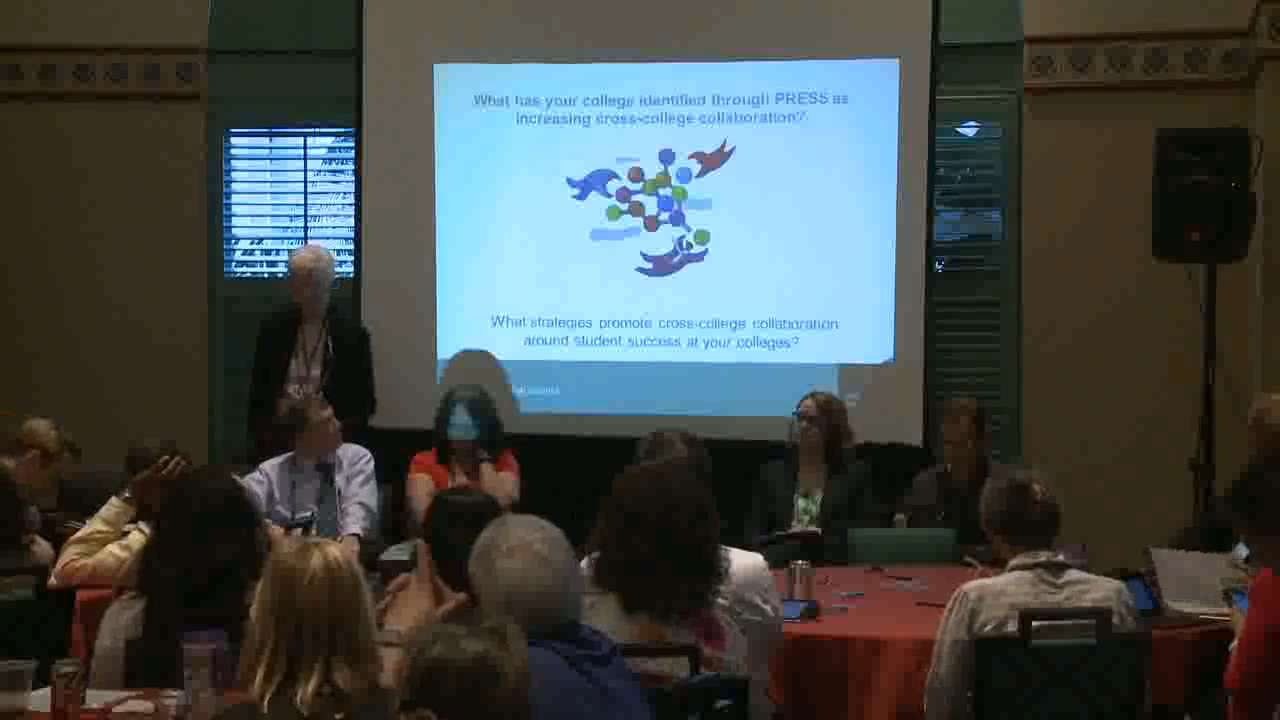 What has your college identified through PRESS as
increasing cross-college collaboration?
What strategies promote cross-college collaboration
around student success at your colleges?